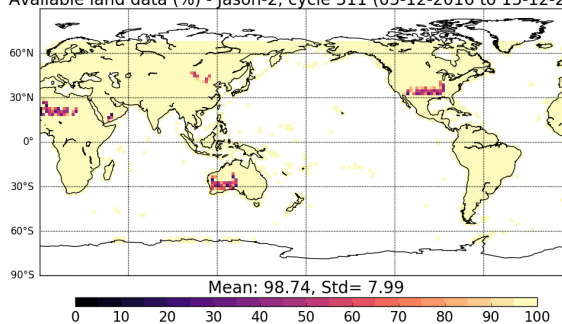 Available land data (%) - Jason-2, cycle 311 (05-12-2016 to 15-12-2
60°N
30°N
0°
30°S
60°S
90°S
Mean: 98.74, Std= 7.99
0 10 20 30 40 50 60 70 80 90 100